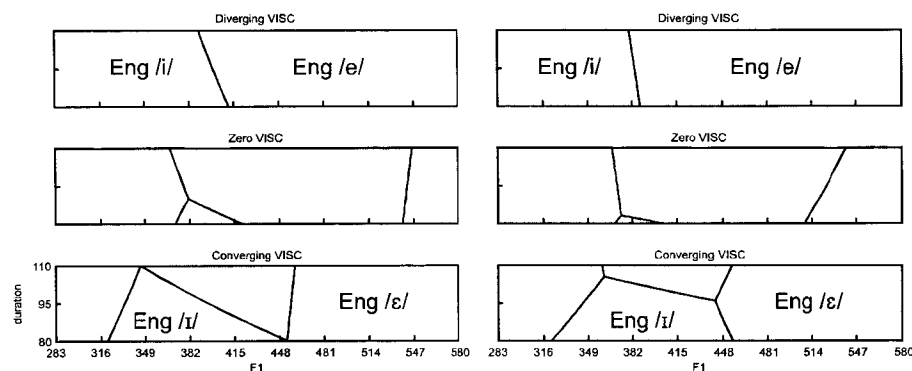 Diverging VISC
Eng /i/ Eng /e/
Zero VISC
Converging VISC
110
95
80
duration
Eng /ɪ/ Eng /ɛ/
283 316 349 382 415 448 481 514 547 580
F1
Diverging VISC
Eng /i/ Eng /e/
Zero VISC
Converging VISC
Eng /ɪ/ Eng /ɛ/
283 316 349 382 415 448 481 514 547 580
F1